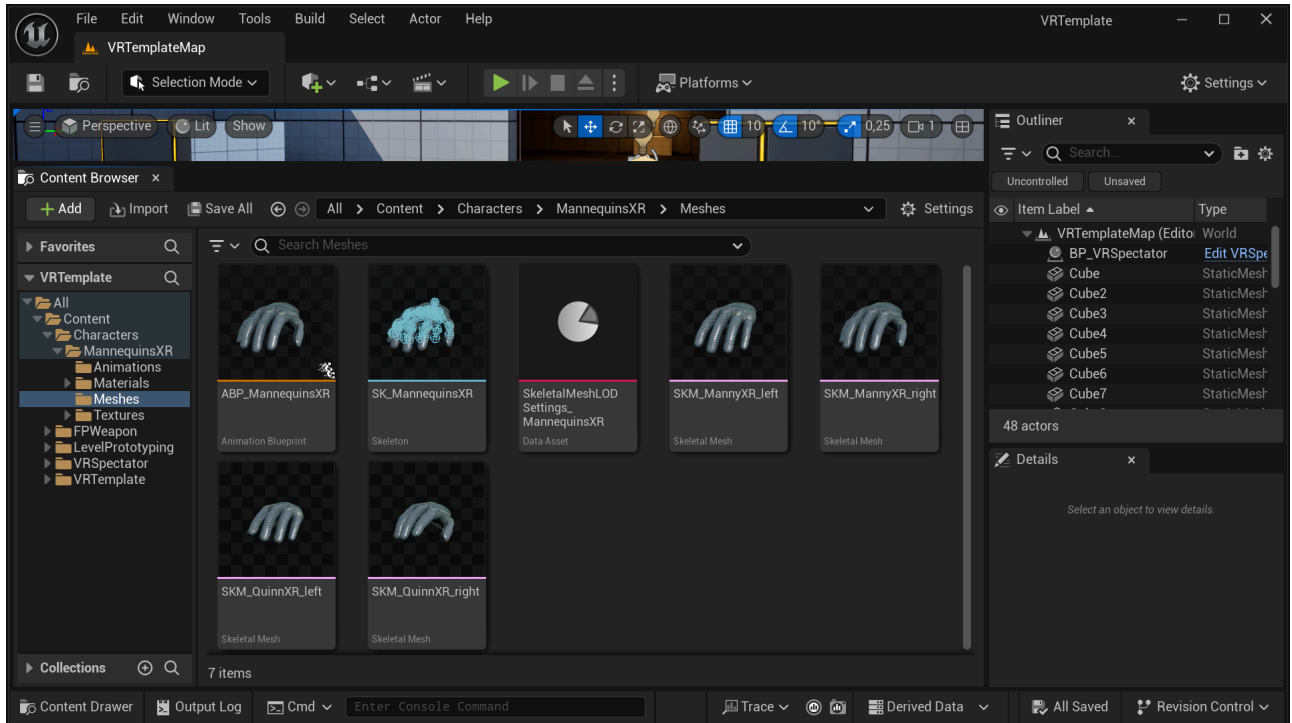 File Edit Window Tools Build Select Actor Help
VRTemplate
VRTemplateMap
Selection Mode
Platforms
Settings
Perspective
Lit
Show
10
10°
0,25
1
Outliner
Search...
Uncontrolled
Unsaved
Item Label
Type
VRTemplateMap (Edito World
BP_VRSpectator Edit VRSpe
Cube StaticMesh
Cube2 StaticMesh
Cube3 StaticMesh
Cube4 StaticMesh
Cube5 StaticMesh
Cube6 StaticMesh
Cube7 StaticMesh
48 actors
Details
Select an object to view details.
Content Browser
Add
Import
Save All
All > Content > Characters > MannequinsXR > Meshes
Settings
Favorites
VRTemplate
All
Content
Characters
MannequinsXR
Animations
Materials
Meshes
Textures
FPWeapon
LevelPrototyping
VRSpectator
VRTemplate
Collections
Search Meshes
ABP_MannequinsXR
Animation Blueprint
SK_MannequinsXR
Skeleton
SkeletalMeshLOD
Settings_
MannequinsXR
Data Asset
SKM_MannyXR_left
Skeletal Mesh
SKM_MannyXR_right
Skeletal Mesh
SKM_QuinnXR_left
Skeletal Mesh
SKM_QuinnXR_right
Skeletal Mesh
7 items
Content Drawer
Output Log
Cmd
Enter Console Command
Trace
Derived Data
All Saved
Revision Control